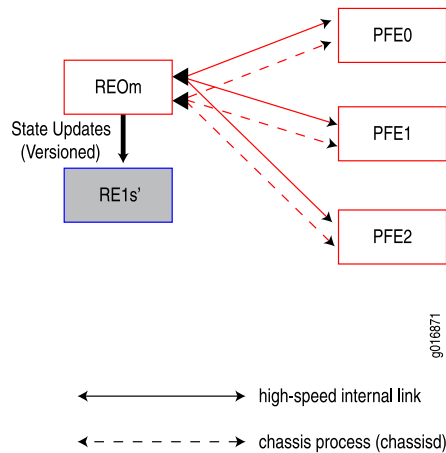 PFE0
REOm
PFE1
State Updates
(Versioned)
RE1s’
PFE2
g016871
high-speed internal link
chassis process (chassisd)